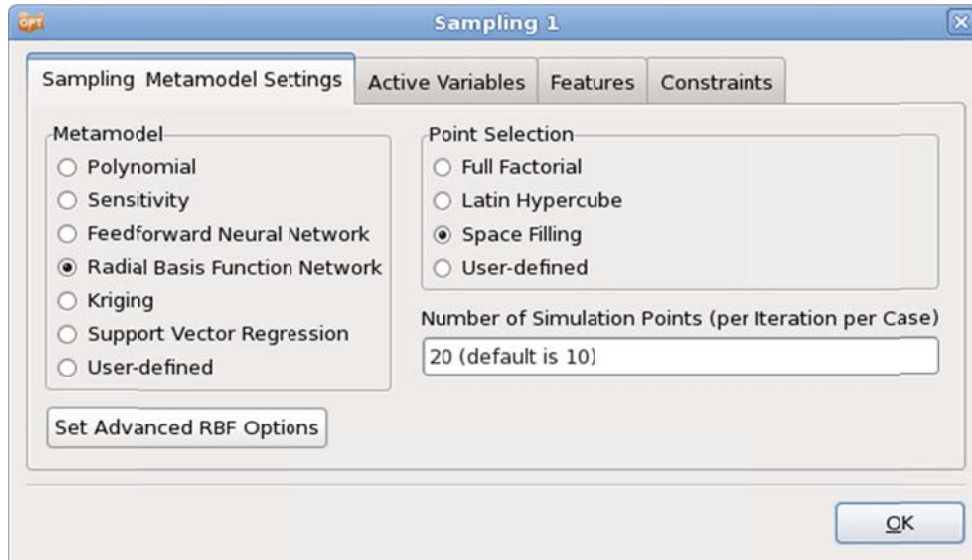 OPT
Sampling 1
Sampling Metamodel Settings
Active Variables
Features
Constraints
Metamodel
Polynomial
Sensitivity
Feedforward Neural Network
Radial Basis Function Network
Kriging
Support Vector Regression
User-defined
Set Advanced RBF Options
Point Selection
Full Factorial
Latin Hypercube
Space Filling
User-defined
Number of Simulation Points (per Iteration per Case)
20 (default is 10)
OK